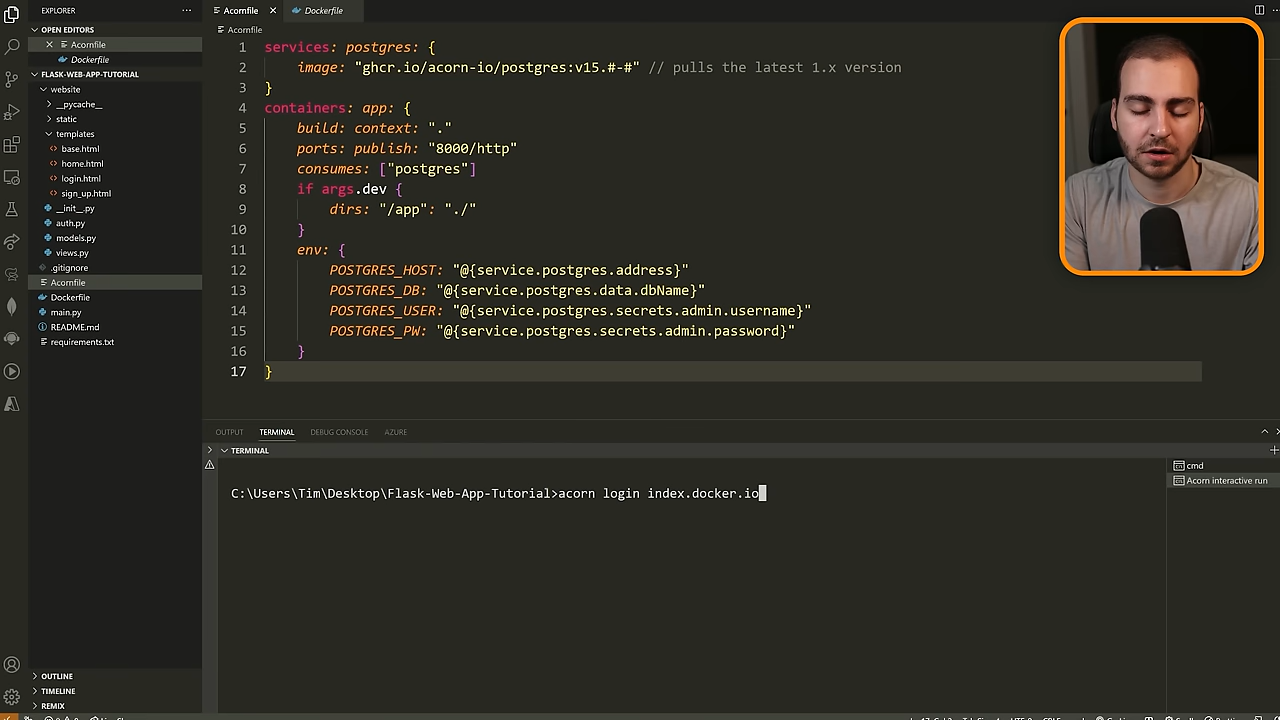 EXPLORER
OPEN EDITORS
Acornfile
Dockerfile
FLASK-WEB-APP-TUTORIAL
website
__pycache__
static
templates
base.html
home.html
login.html
sign_up.html
__init__.py
auth.py
models.py
views.py
.gitignore
Acornfile
Dockerfile
main.py
README.md
requirements.txt
OUTLINE
TIMELINE
REMIX
Acornfile
Dockerfile
Acornfile
1 services: postgres: {
2 image: "ghcr.io/acorn-io/postgres:v15.#-#" // pulls the latest 1.x version
3 }
4 containers: app: {
5 build: context: "."
6 ports: publish: "8000/http"
7 consumes: ["postgres"]
8 if args.dev {
9 dirs: "/app": "./"
10 }
11 env: {
12 POSTGRES_HOST: "@{service.postgres.address}"
13 POSTGRES_DB: "@{service.postgres.data.dbName}"
14 POSTGRES_USER: "@{service.postgres.secrets.admin.username}"
15 POSTGRES_PW: "@{service.postgres.secrets.admin.password}"
16 }
17 }
OUTPUT TERMINAL DEBUG CONSOLE AZURE
TERMINAL
C:\Users\Tim\Desktop\Flask-Web-App-Tutorial>acorn login index.docker.io
cmd
Acorn interactive run